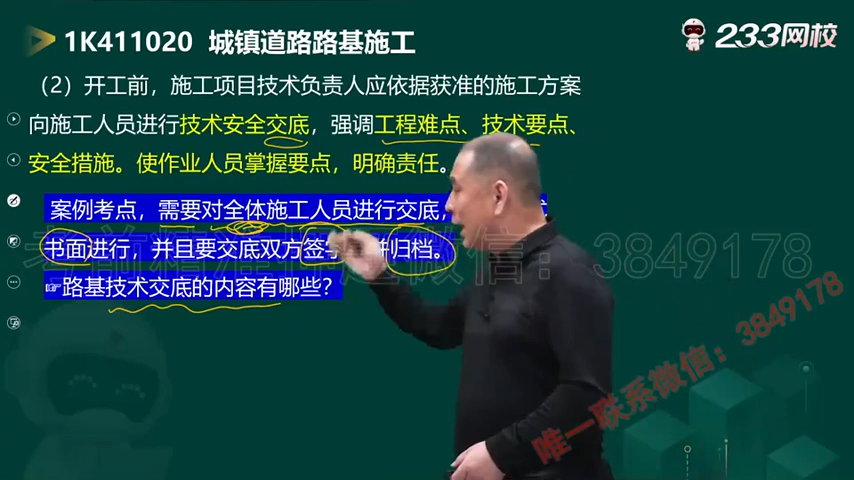 1K411020 城镇道路路基施工
233网校
（2）开工前，施工项目技术负责人应依据获准的施工方案
向施工人员进行技术安全交底，强调工程难点、技术要点、
安全措施。使作业人员掌握要点，明确责任。
案例考点，需要对全体施工人员进行交底，
书面进行，并且要交底双方签字并归档。
☞路基技术交底的内容有哪些？
微信：3849178
唯一联系微信：3849178